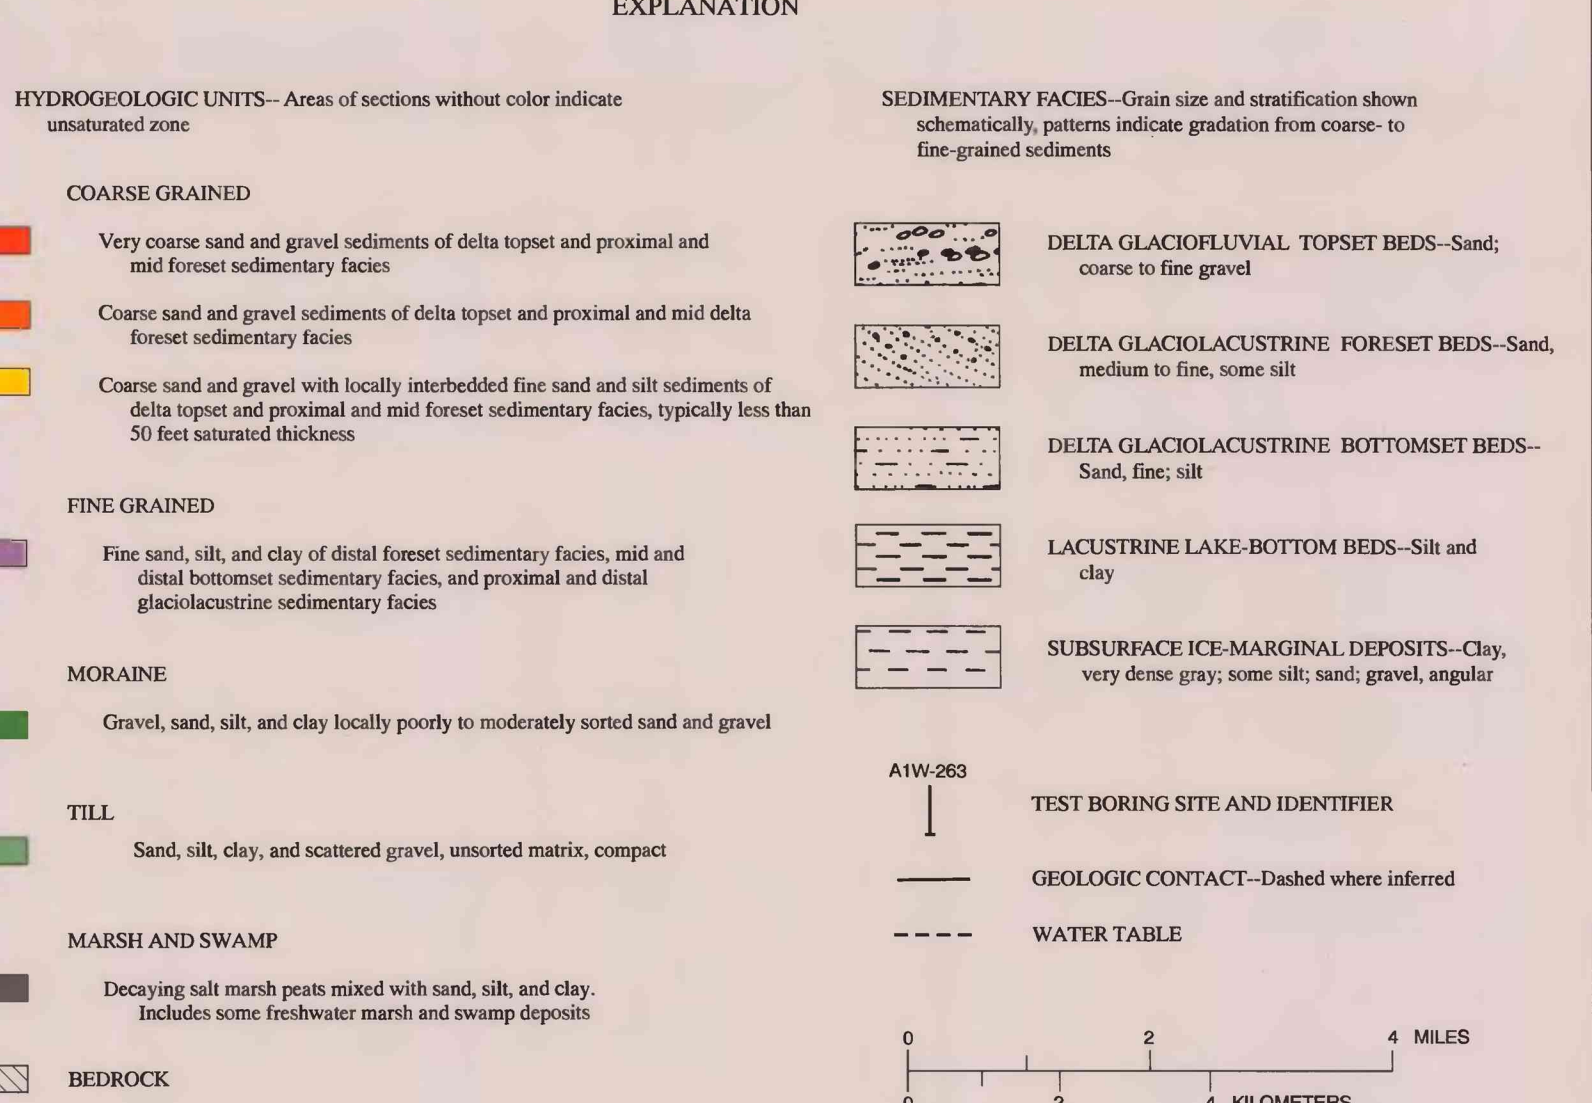 EXPLANATION
HYDROGEOLOGIC UNITS-- Areas of sections without color indicate
unsaturated zone
COARSE GRAINED
Very coarse sand and gravel sediments of delta topset and proximal and
mid foreset sedimentary facies
Coarse sand and gravel sediments of delta topset and proximal and mid delta
foreset sedimentary facies
Coarse sand and gravel with locally interbedded fine sand and silt sediments of
delta topset and proximal and mid foreset sedimentary facies, typically less than
50 feet saturated thickness
FINE GRAINED
Fine sand, silt, and clay of distal foreset sedimentary facies, mid and
distal bottomset sedimentary facies, and proximal and distal
glaciolacustrine sedimentary facies
MORAINE
Gravel, sand, silt, and clay locally poorly to moderately sorted sand and gravel
TILL
Sand, silt, clay, and scattered gravel, unsorted matrix, compact
MARSH AND SWAMP
Decaying salt marsh peats mixed with sand, silt, and clay.
Includes some freshwater marsh and swamp deposits
BEDROCK
SEDIMENTARY FACIES--Grain size and stratification shown
schematically, patterns indicate gradation from coarse- to
fine-grained sediments
DELTA GLACIOFLUVIAL TOPSET BEDS--Sand;
coarse to fine gravel
DELTA GLACIOLACUSTRINE FORESET BEDS--Sand,
medium to fine, some silt
DELTA GLACIOLACUSTRINE BOTTOMSET BEDS--
Sand, fine; silt
LACUSTRINE LAKE-BOTTOM BEDS--Silt and
clay
SUBSURFACE ICE-MARGINAL DEPOSITS--Clay,
very dense gray; some silt; sand; gravel, angular
A1W-263
TEST BORING SITE AND IDENTIFIER
GEOLOGIC CONTACT--Dashed where inferred
WATER TABLE
0 2 4 MILES
0 2 4 KILOMETERS